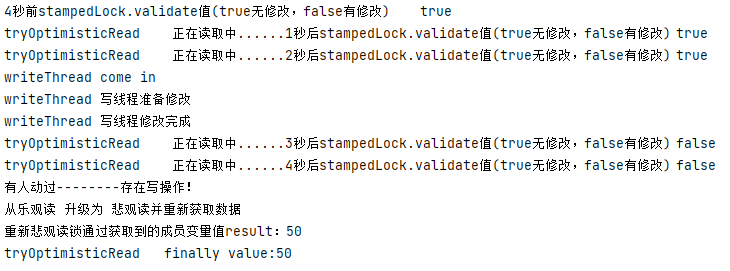 4秒前stampedLock.validate值(true无修改，false有修改)    true
tryOptimisticRead    正在读取中......1秒后stampedLock.validate值(true无修改，false有修改) true
tryOptimisticRead    正在读取中......2秒后stampedLock.validate值(true无修改，false有修改) true
writeThread come in
writeThread 写线程准备修改
writeThread 写线程修改完成
tryOptimisticRead    正在读取中......3秒后stampedLock.validate值(true无修改，false有修改) false
tryOptimisticRead    正在读取中......4秒后stampedLock.validate值(true无修改，false有修改) false
有人动过--------存在写操作！
从乐观读 升级为 悲观读并重新获取数据
重新悲观读锁通过获取到的成员变量值result：50
tryOptimisticRead   finally value:50